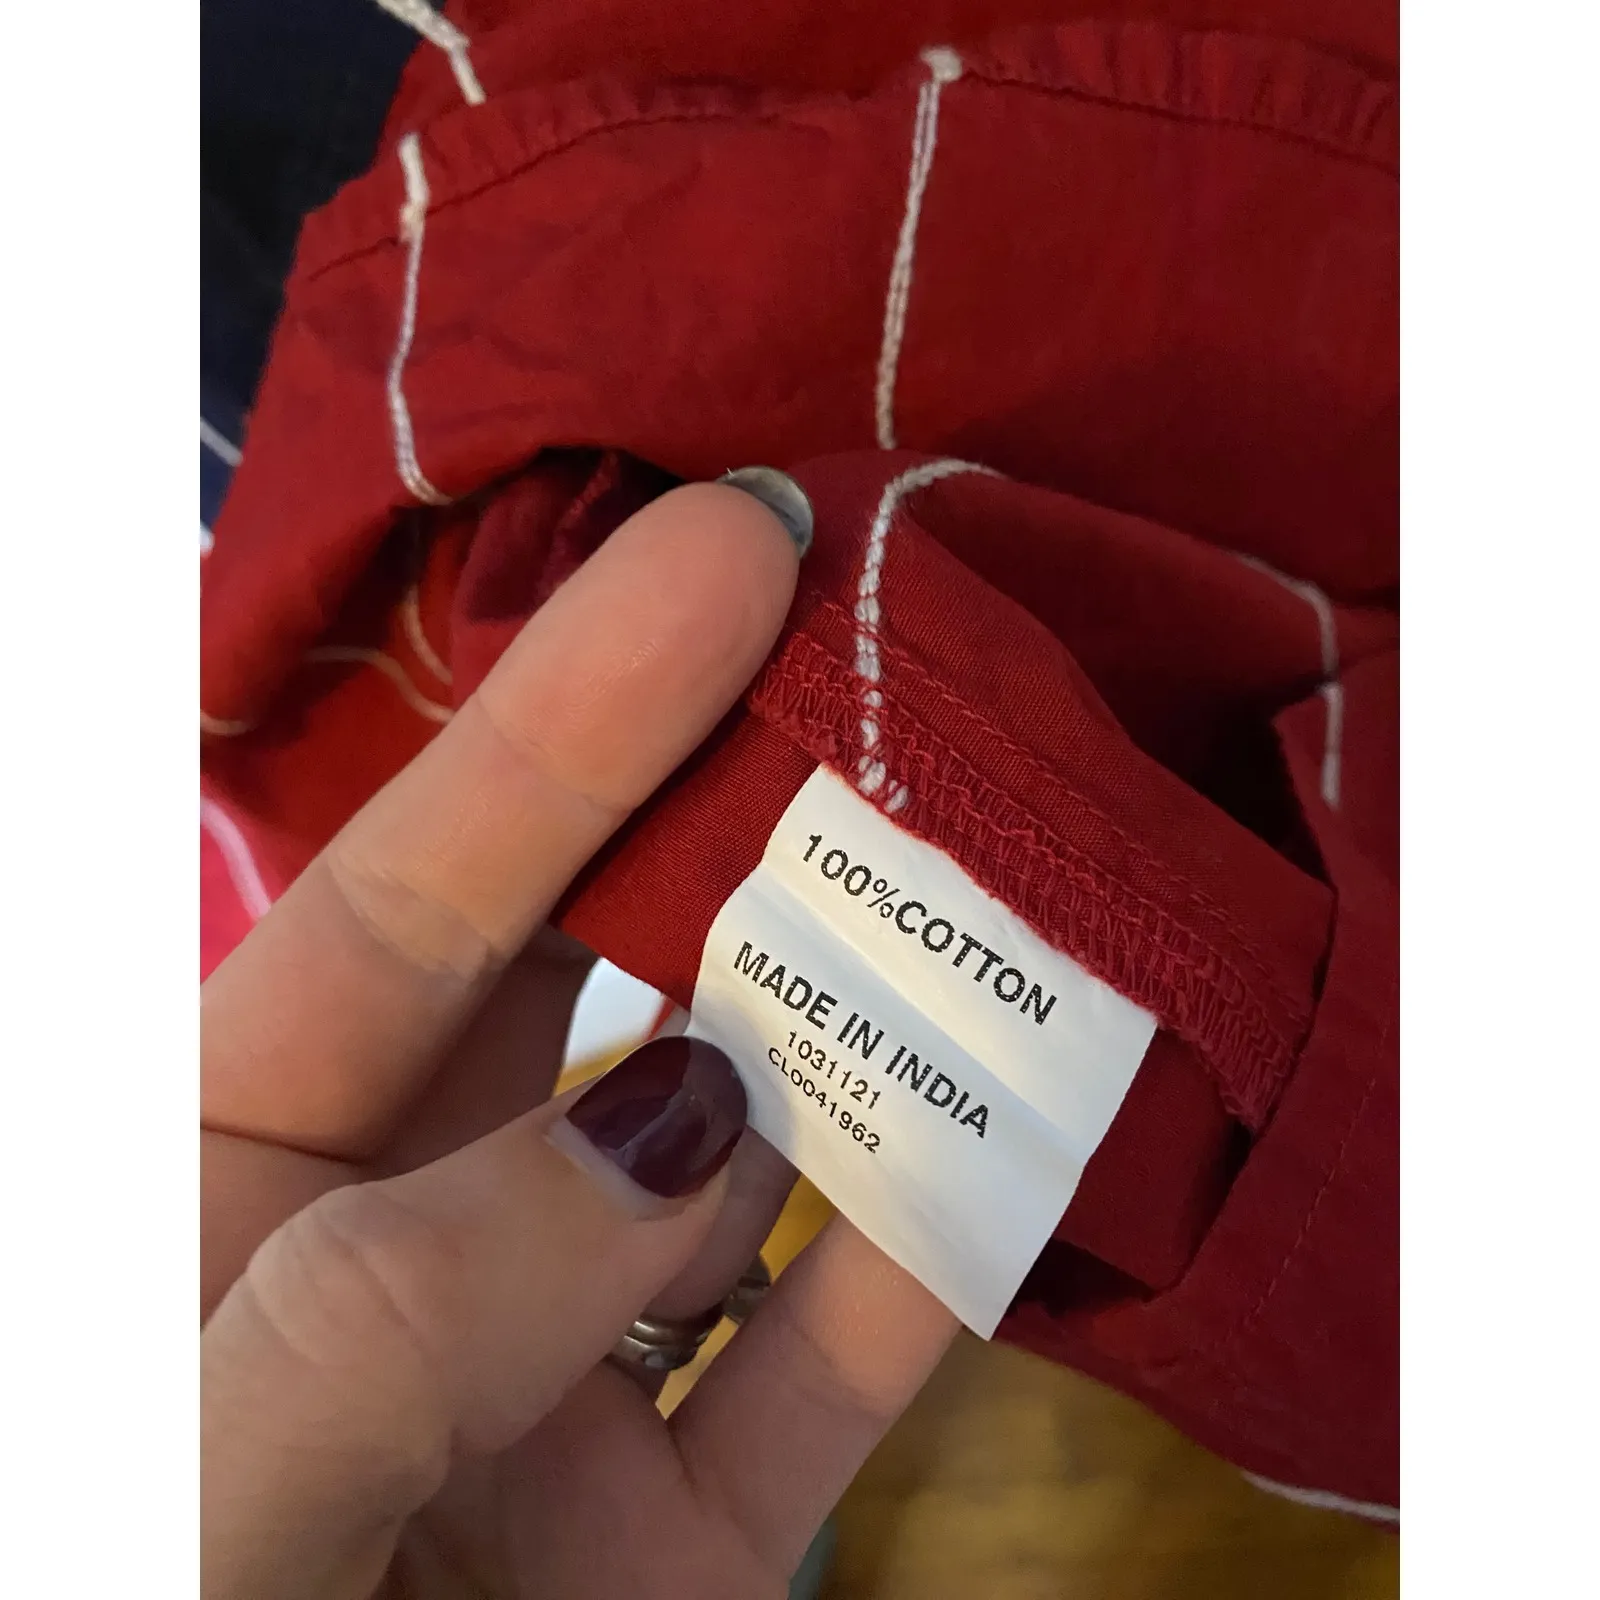 100%COTTON
MADE IN INDIA
1031121
CL0041962